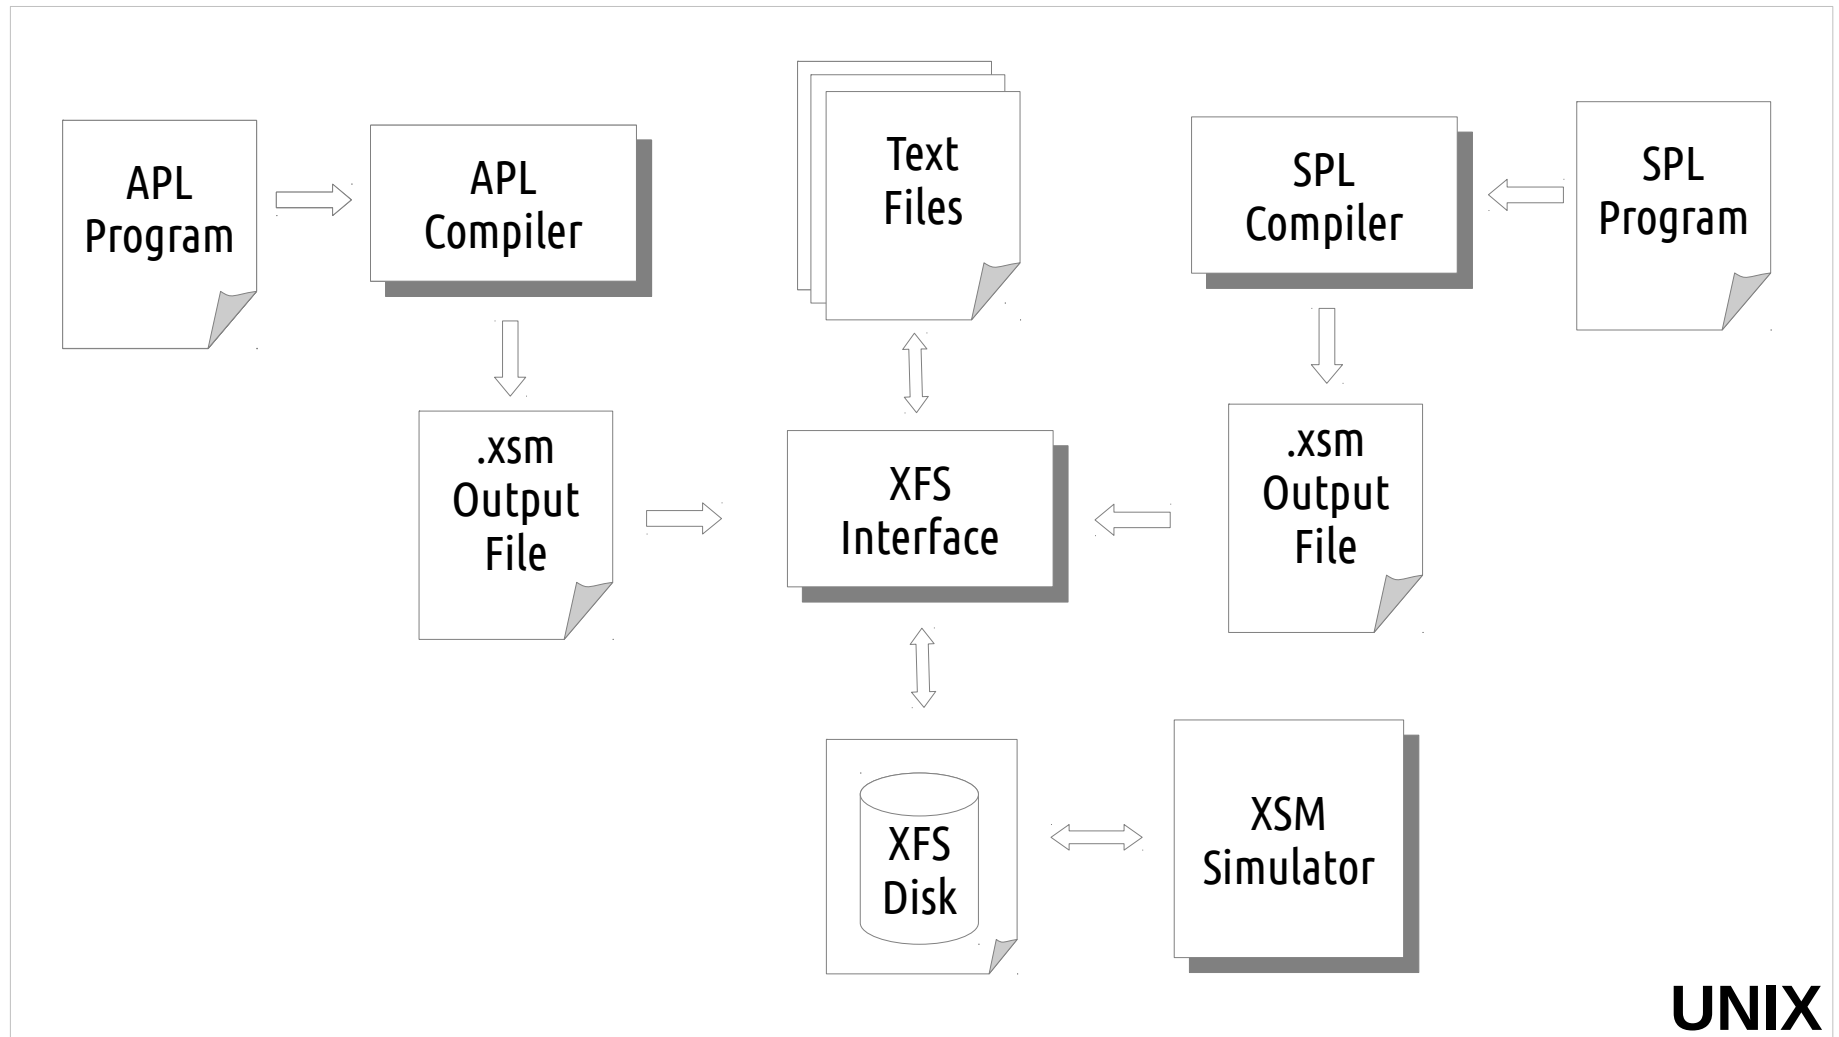 APL
Program
APL
Compiler
Text
Files
SPL
Compiler
SPL
Program
.xsm
Output
File
XFS
Interface
.xsm
Output
File
XFS
Disk
XSM
Simulator
UNIX